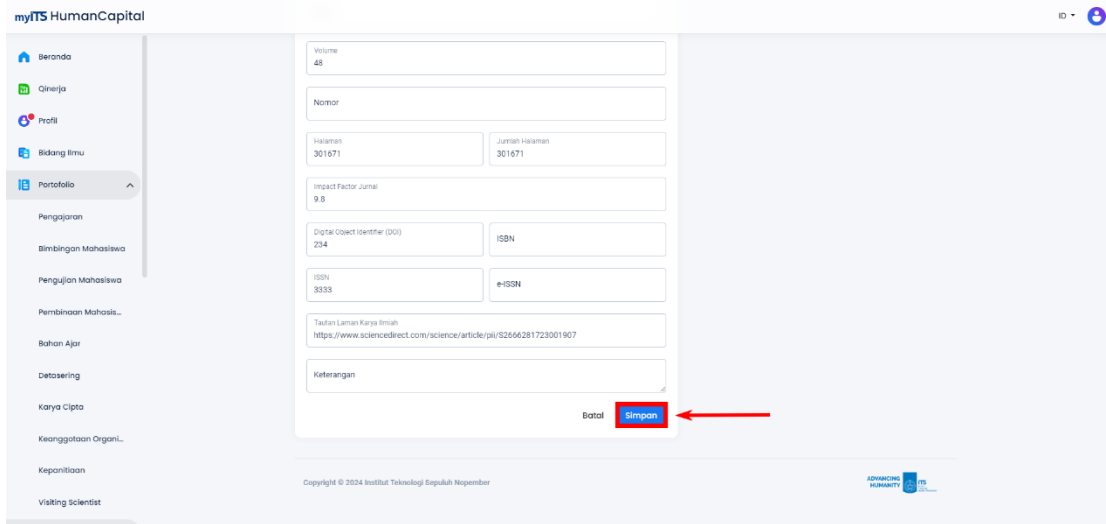 myITS HumanCapital
ID
Beranda
Qinerja
Profil
Bidang Ilmu
Portofolio
Pengajaran
Bimbingan Mahasiswa
Pengujian Mahasiswa
Pembinaan Mahasis...
Bahan Ajar
Detasering
Karya Cipta
Keanggotaan Organi...
Kepanitiaan
Visiting Scientist
Volume
48
Nomor
Halaman
301671
Jumlah Halaman
301671
Impact Factor Jurnal
9.8
Digital Object Identifier (DOI)
234
ISBN
ISSN
3333
e-ISSN
Tautan Laman Karya Ilmiah
https://www.sciencedirect.com/science/article/pii/S2666281723001907
Keterangan
Batal
Simpan
Copyright © 2024 Institut Teknologi Sepuluh Nopember
ADVANCING
HUMANITY
ITS